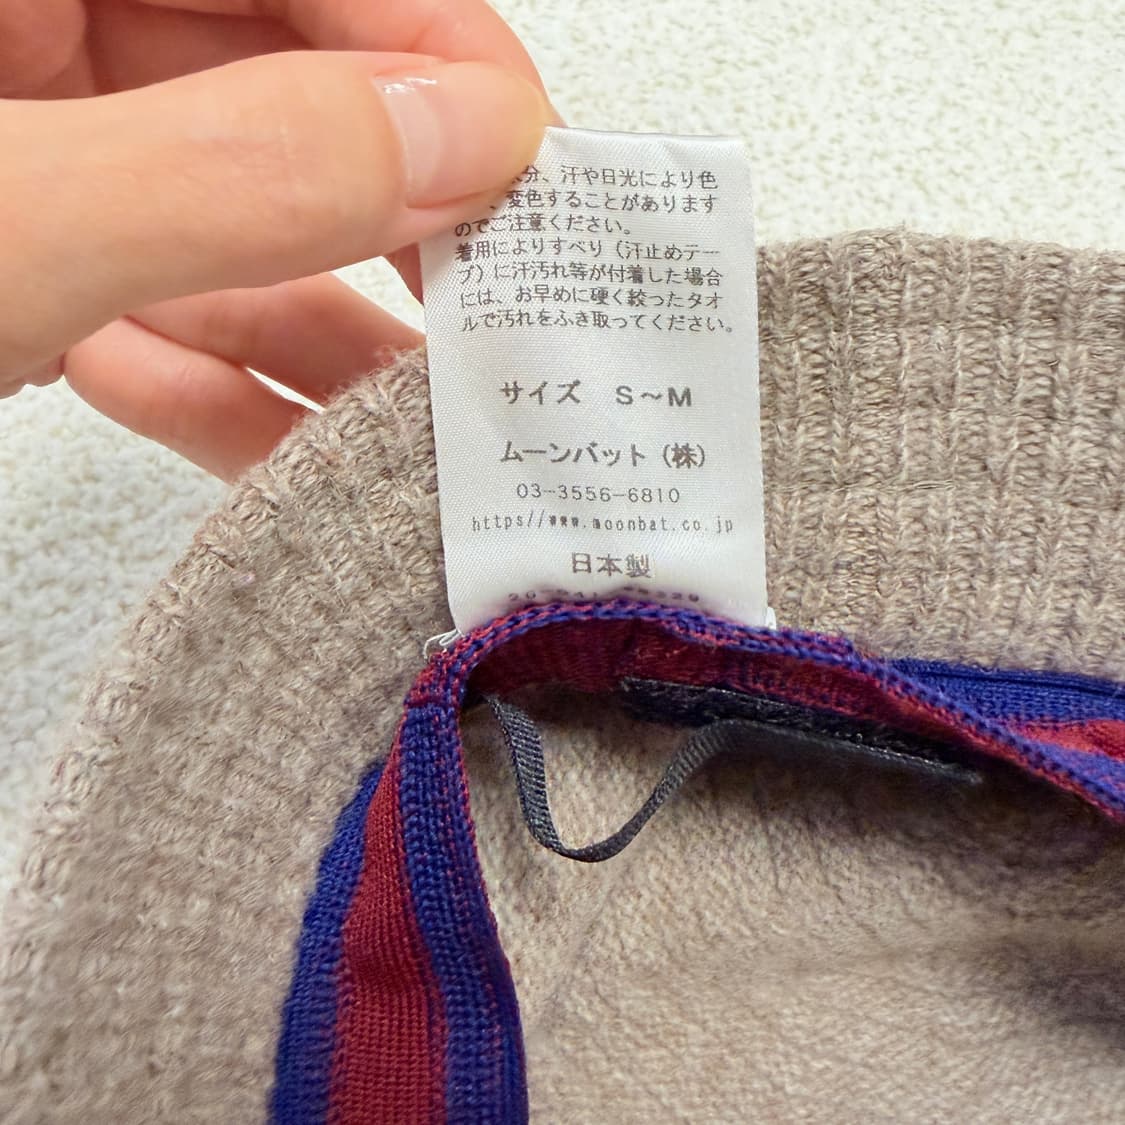 分、汗や日光により色
、変色することがあります
のでご注意ください。
着用によりすべり（汗止めテー
プ）に汗汚れ等が付着した場合
には、お早めに硬く絞ったタオ
ルで汚れをふき取ってください。
サイズ S～M
ムーンバット（株）
03-3556-6810
https//www.moonbat.co.jp
日本製